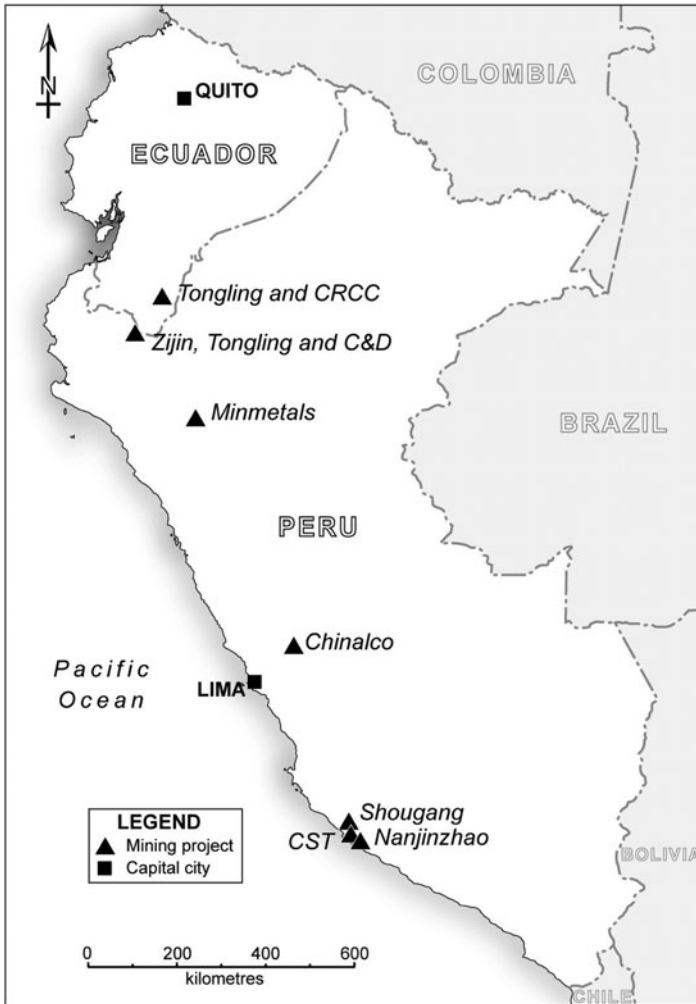 COLOMBIA
N
QUITO
ECUADOR
Tongling and CRCC
Zijin, Tongling and C&D
Minmetals
BRAZIL
PERU
Chinalco
Pacific
Ocean
LIMA
Shougang
CST
Nanjinzhao
LEGEND
Mining project
Capital city
BOLIVIA
0 200 400 600
kilometres
CHILE